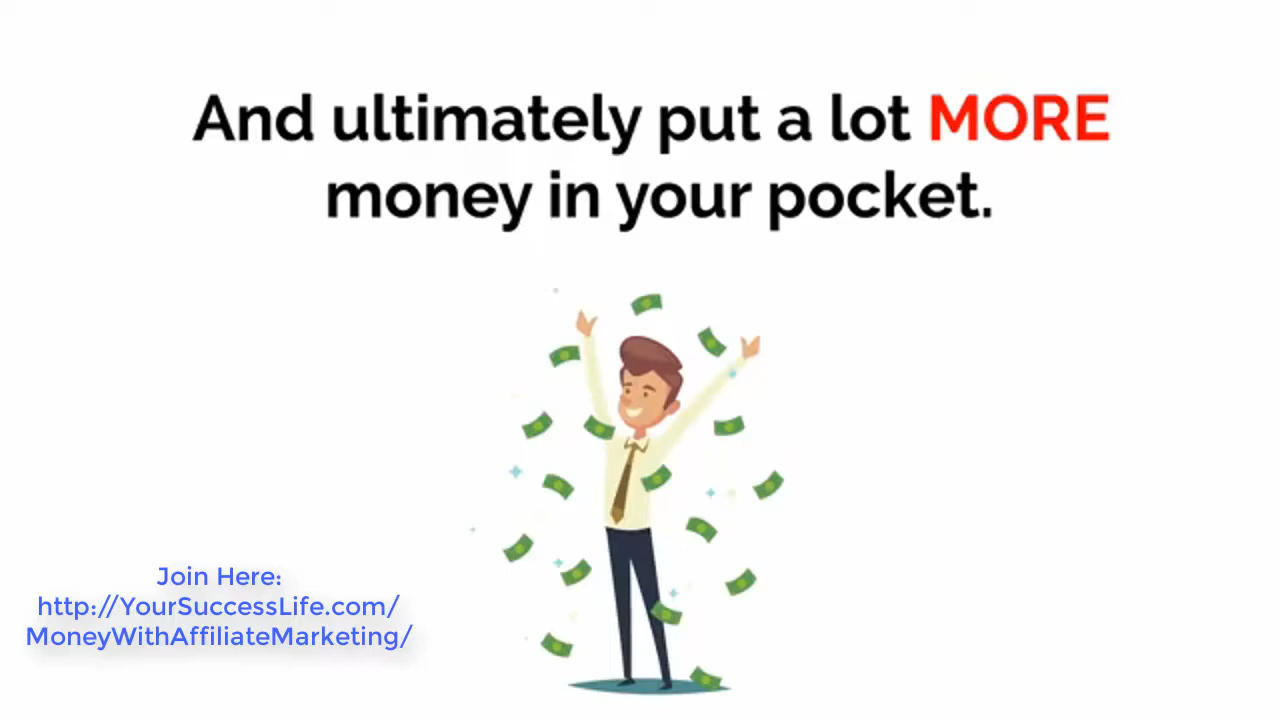 And ultimately put a lot MORE
money in your pocket.
Join Here:
http://YourSuccessLife.com/
MoneyWithAffiliateMarketing/